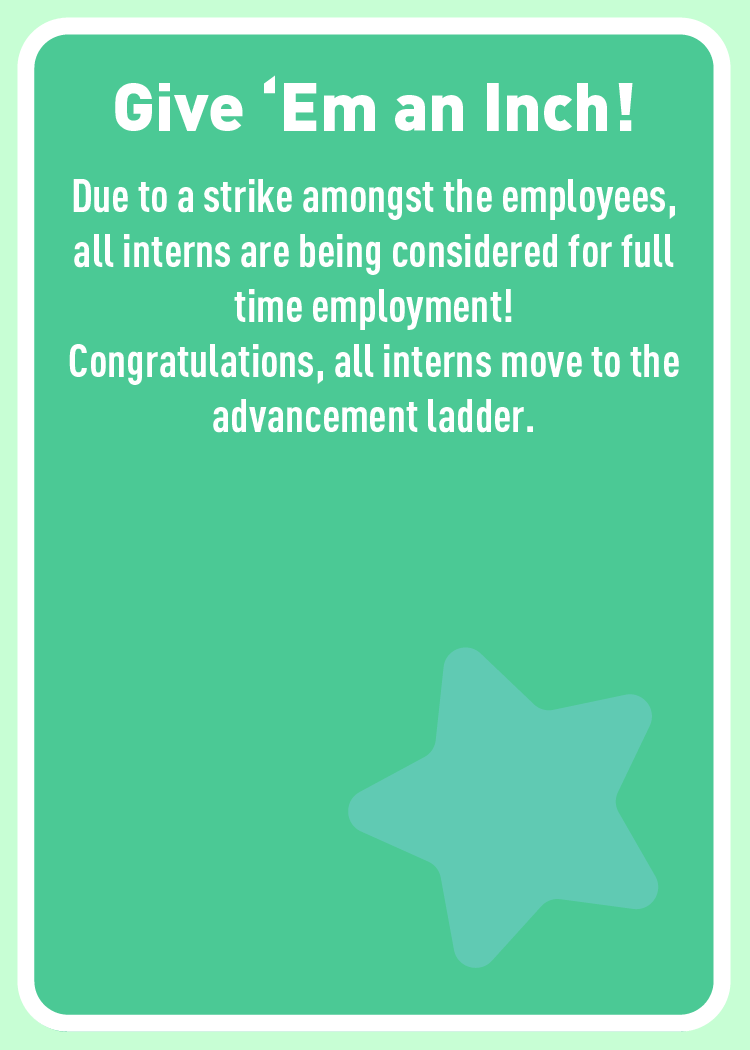 Give ‘Em an Inch!
Due to a strike amongst the employees,
all interns are being considered for full
time employment!
Congratulations, all interns move to the
advancement ladder.